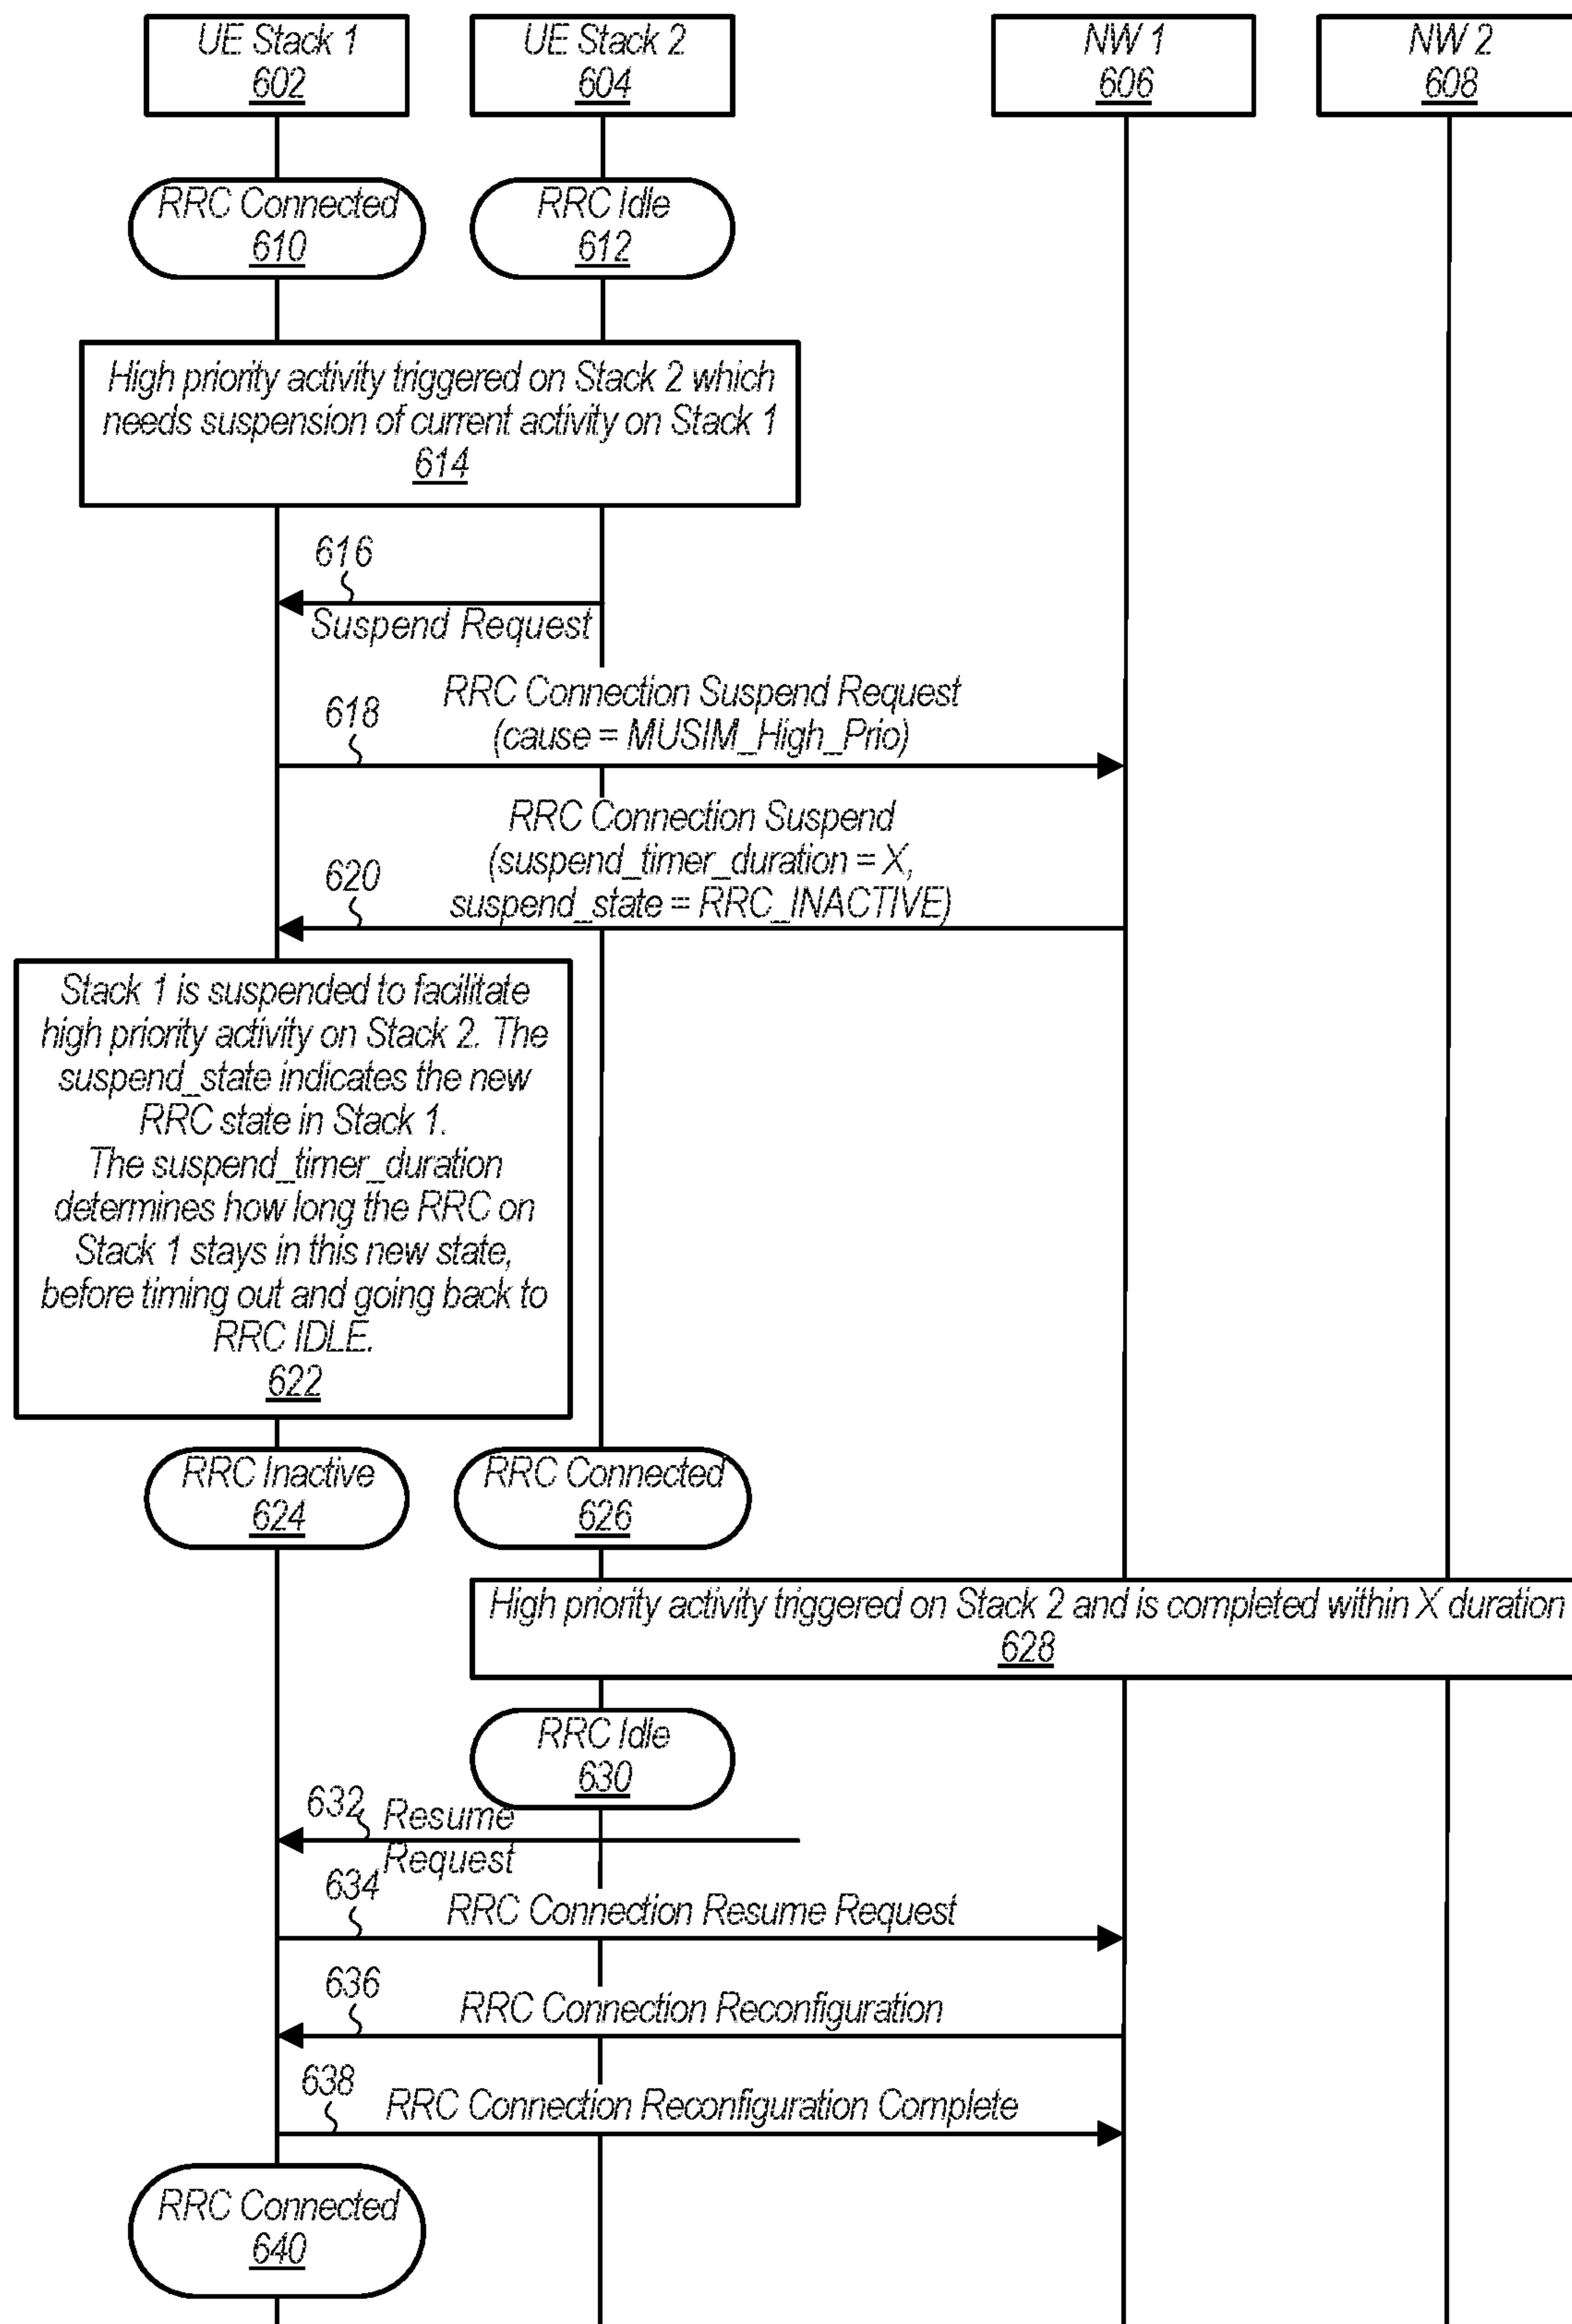 UE Stack 1
602
UE Stack 2
604
NW 1
606
NW 2
608
RRC Connected
610
RRC Idle
612
High priority activity triggered on Stack 2 which
needs suspension of current activity on Stack 1
614
616
Suspend Request
618
RRC Connection Suspend Request
(cause = MUSIM_High_Prio)
RRC Connection Suspend
(suspend_timer_duration = X,
620
suspend_state = RRC_INACTIVE)
Stack 1 is suspended to facilitate
high priority activity on Stack 2. The
suspend_state indicates the new
RRC state in Stack 1.
The suspend_timer_duration
determines how long the RRC on
Stack 1 stays in this new state,
before timing out and going back to
RRC IDLE.
622
RRC Inactive
624
RRC Connected
626
High priority activity triggered on Stack 2 and is completed within X duration
628
RRC Idle
630
632
Resume
Request
634
RRC Connection Resume Request
636
RRC Connection Reconfiguration
638
RRC Connection Reconfiguration Complete
RRC Connected
640